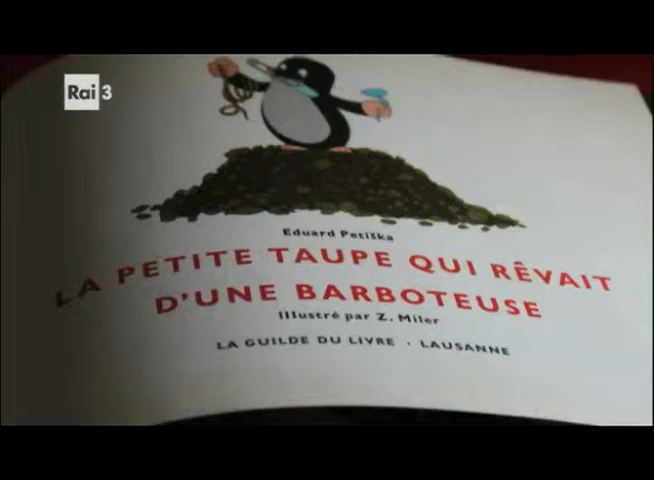 Rai 3
Eduard Petiška
LA PETITE TAUPE QUI RÊVAIT
D'UNE BARBOTEUSE
Illustré par Z. Miler
LA GUILDE DU LIVRE · LAUSANNE